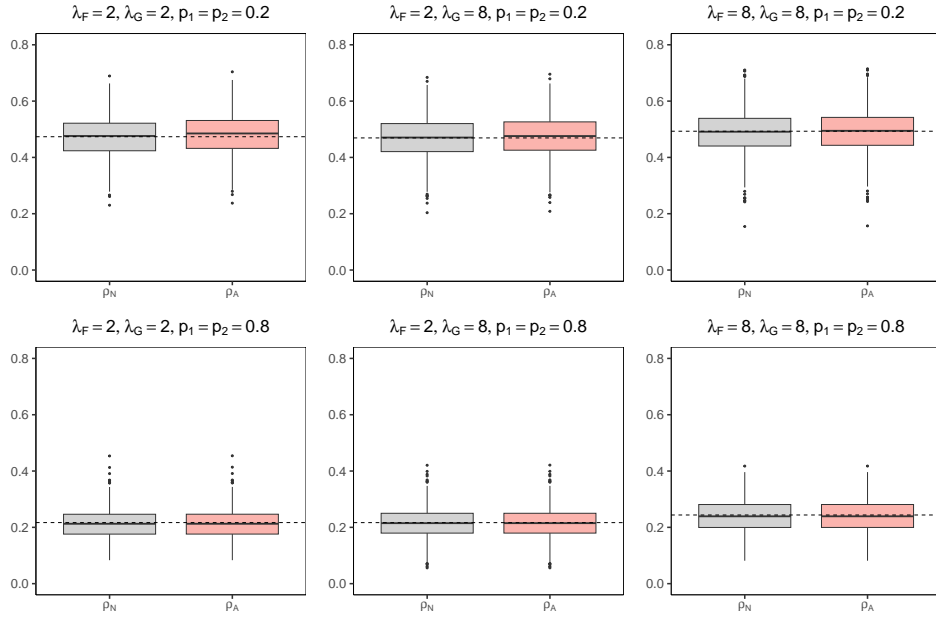 λF = 2, λG = 2, p1 = p2 = 0.2
0.8
0.6
0.4
0.2
0.0
ρN ρA
λF = 2, λG = 8, p1 = p2 = 0.2
0.8
0.6
0.4
0.2
0.0
ρN ρA
λF = 8, λG = 8, p1 = p2 = 0.2
0.8
0.6
0.4
0.2
0.0
ρN ρA
λF = 2, λG = 2, p1 = p2 = 0.8
0.8
0.6
0.4
0.2
0.0
ρN ρA
λF = 2, λG = 8, p1 = p2 = 0.8
0.8
0.6
0.4
0.2
0.0
ρN ρA
λF = 8, λG = 8, p1 = p2 = 0.8
0.8
0.6
0.4
0.2
0.0
ρN ρA